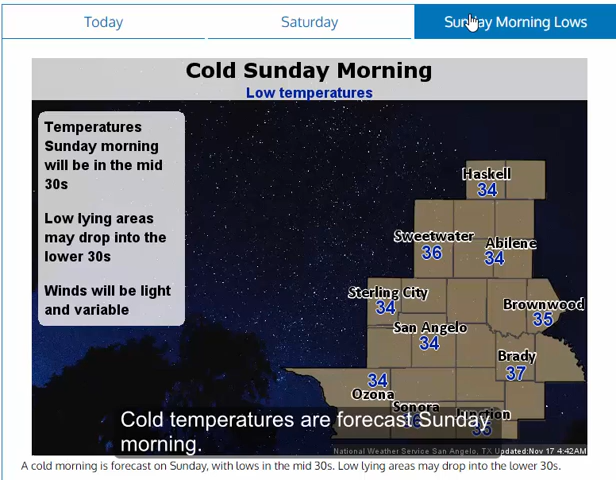 Today
Saturday
Sunday Morning Lows
Cold Sunday Morning
Low temperatures
Temperatures
Sunday morning
will be in the mid
30s
Low lying areas
may drop into the
lower 30s
Winds will be light
and variable
Haskell
34
Sweetwater
36
Abilene
34
Sterling City
34
Brownwood
35
San Angelo
34
Brady
37
34
Ozona
Sonora
Junction
Cold temperatures are forecast Sunday
morning.
National Weather Service San Angelo, TX Updated:Nov 17 4:42AM
A cold morning is forecast on Sunday, with lows in the mid 30s. Low lying areas may drop into the lower 30s.